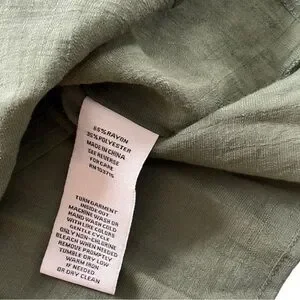 65% RAYON
35% POLYESTER
MADE IN CHINA
SEE REVERSE
FOR CARE
TURN GARMENT
INSIDE OUT
MACHINE WASH OR
HAND WASH COLD
WITH LIKE COLORS
GENTLE CYCLE
ONLY NON-CHLORINE
BLEACH WHEN NEEDED
REMOVE PROMPTLY
TUMBLE DRY LOW
WARM IRON
IF NEEDED
OR DRY CLEAN